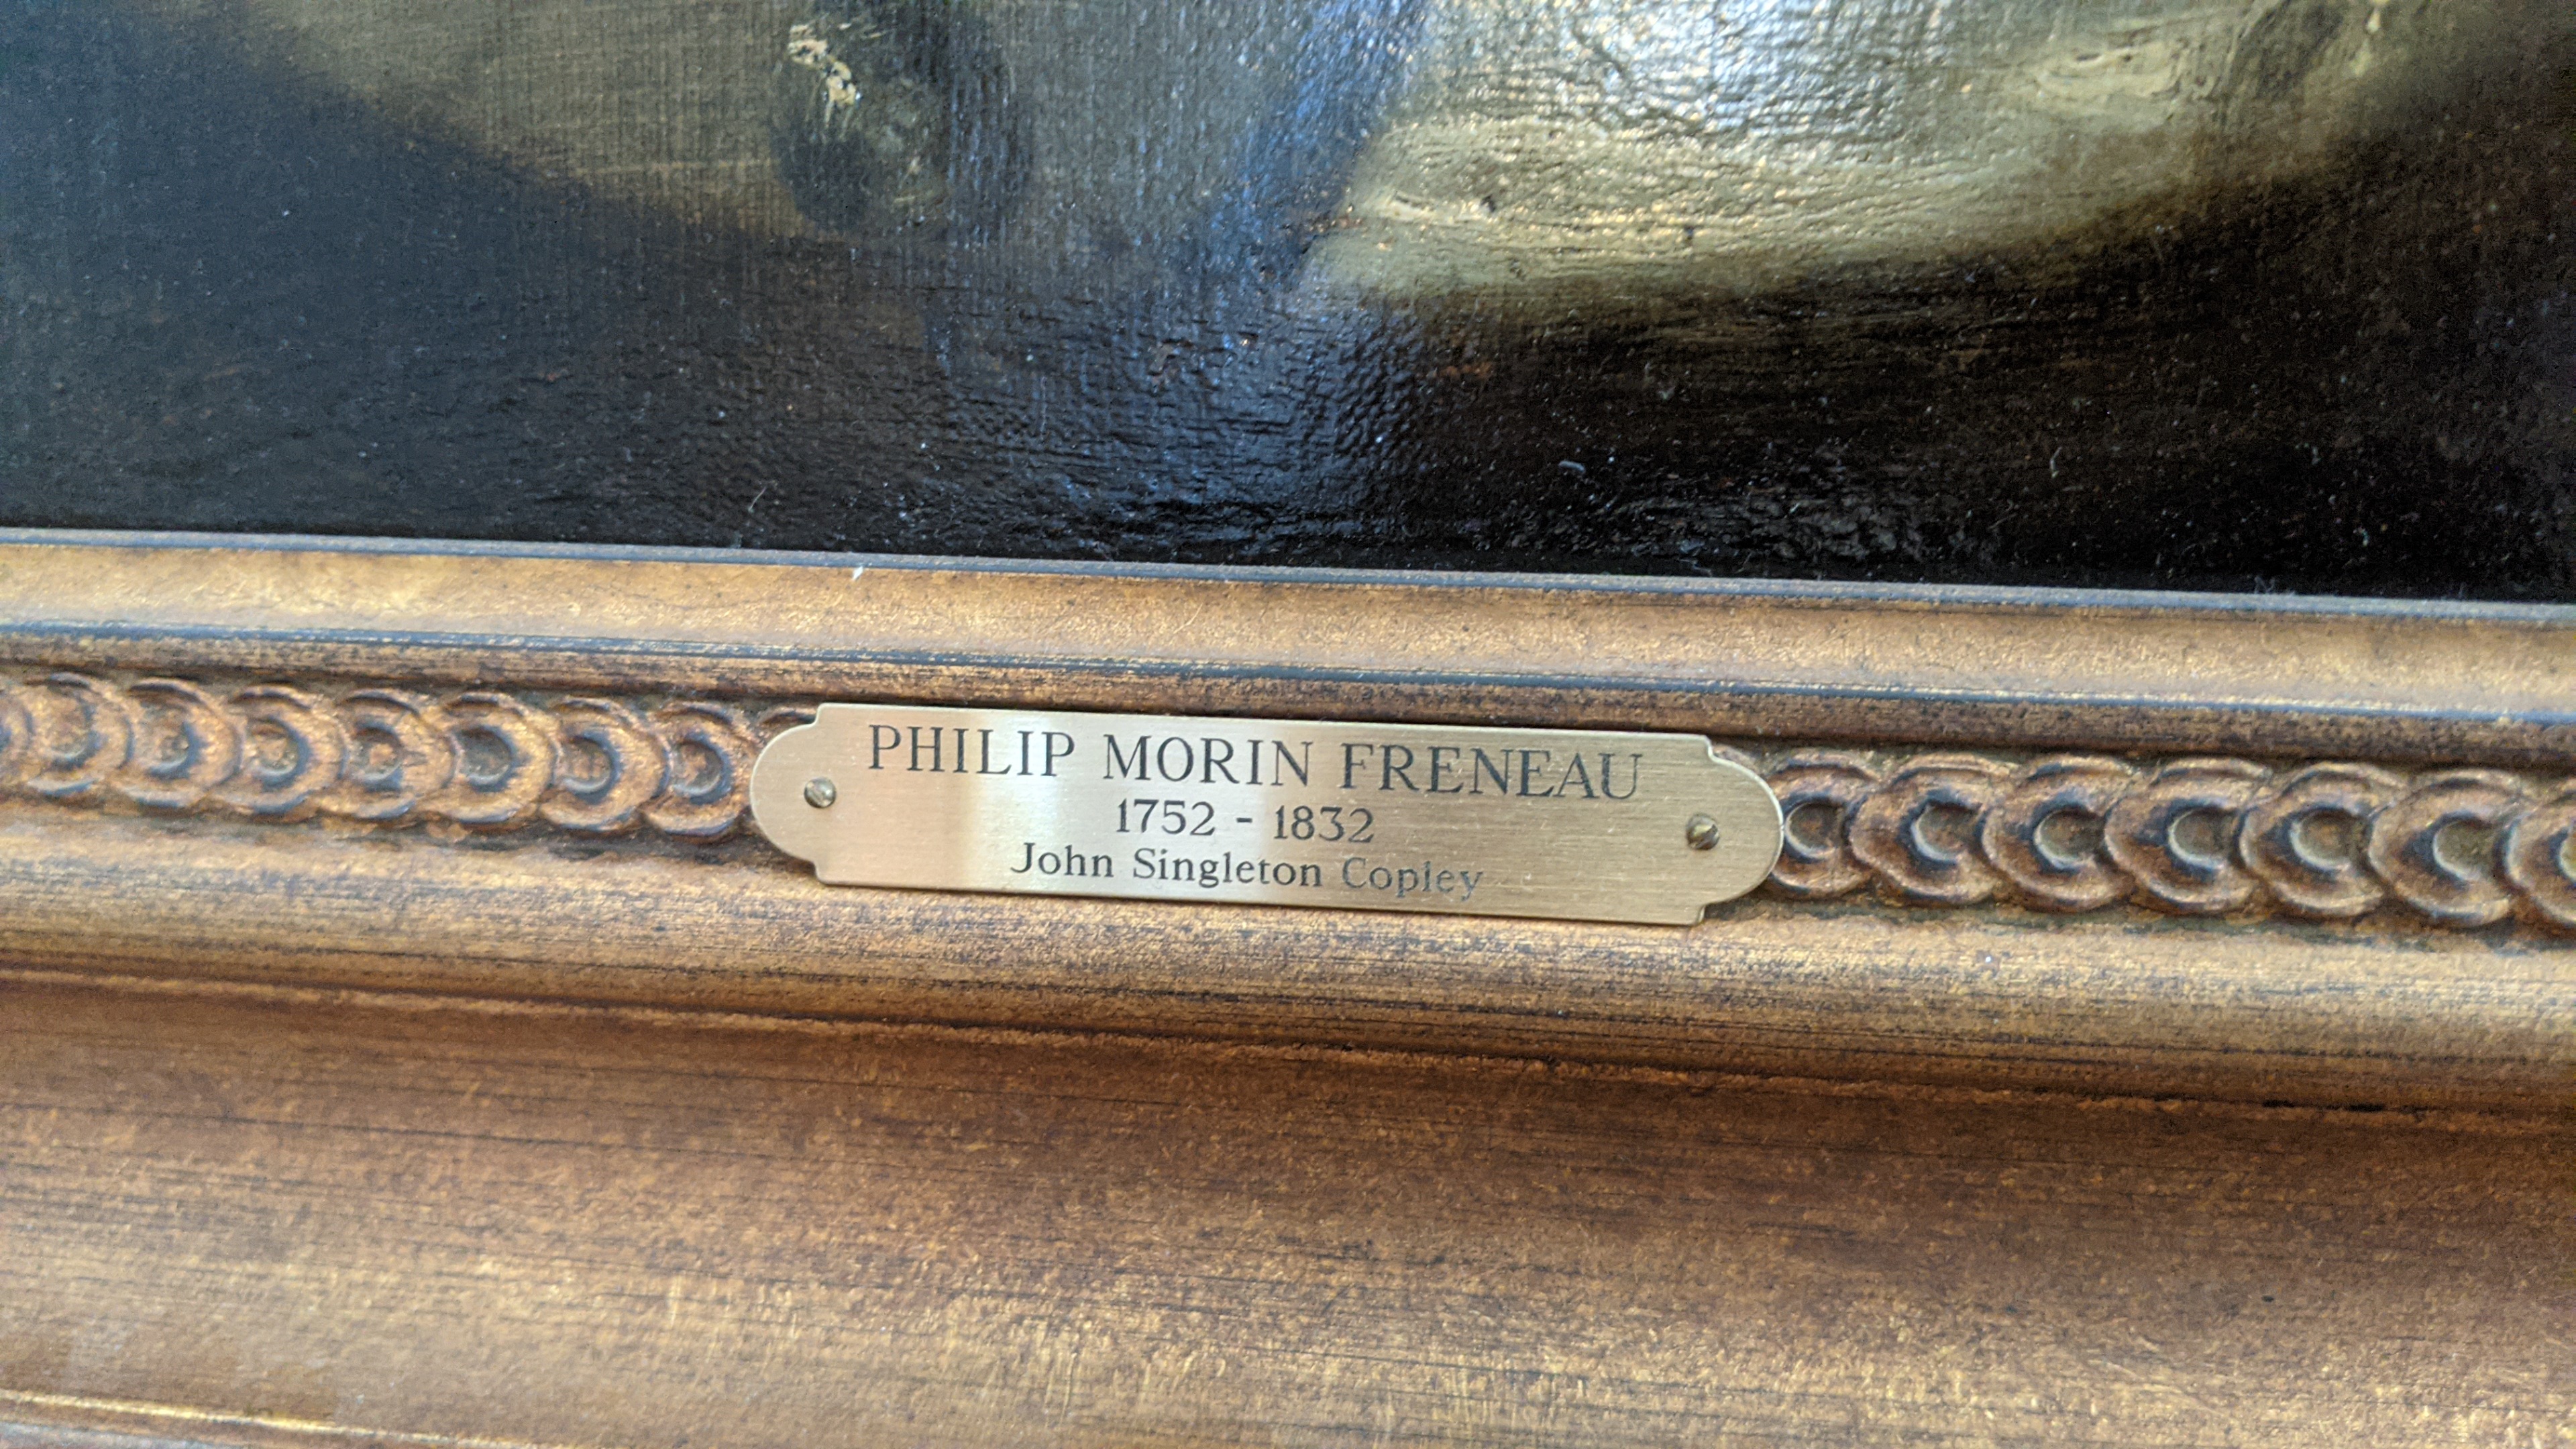 PHILIP MORIN FRENEAU
1752 - 1832
John Singleton Copley